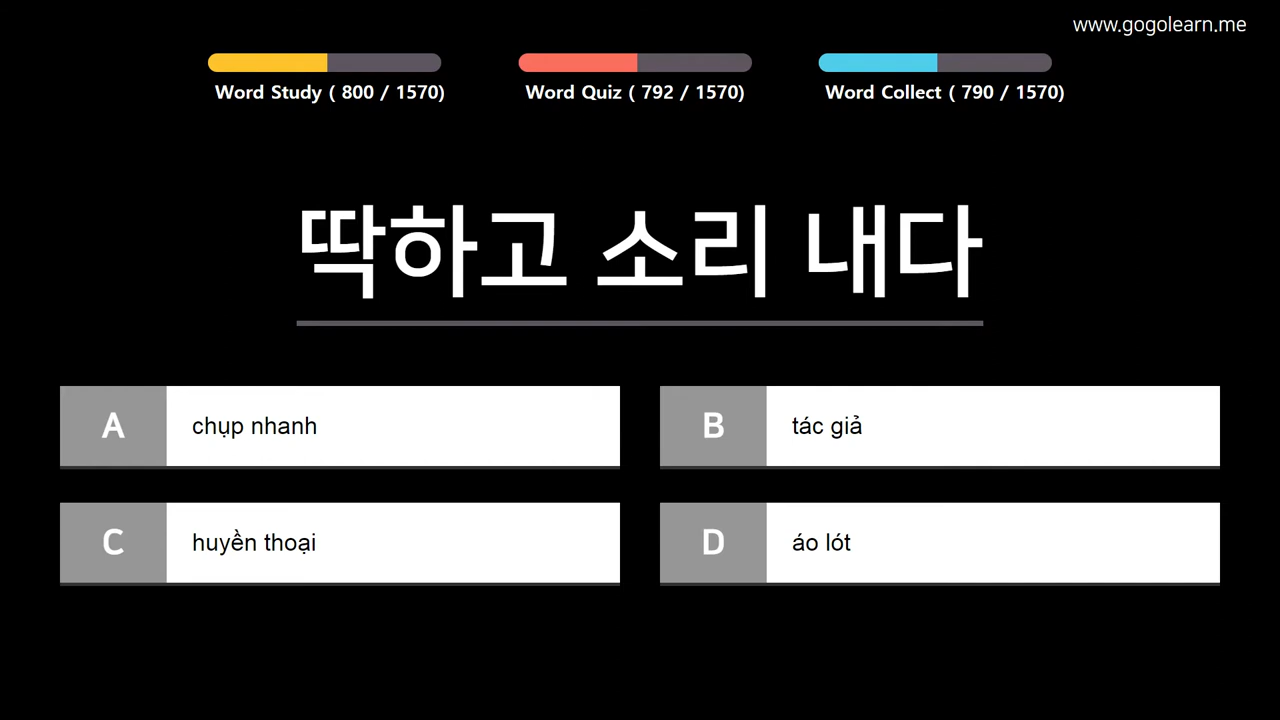 www.gogolearn.me
Word Study ( 800 / 1570)
Word Quiz ( 792 / 1570)
Word Collect ( 790 / 1570)
딱하고 소리 내다
A chụp nhanh
B tác giả
C huyền thoại
D áo lót